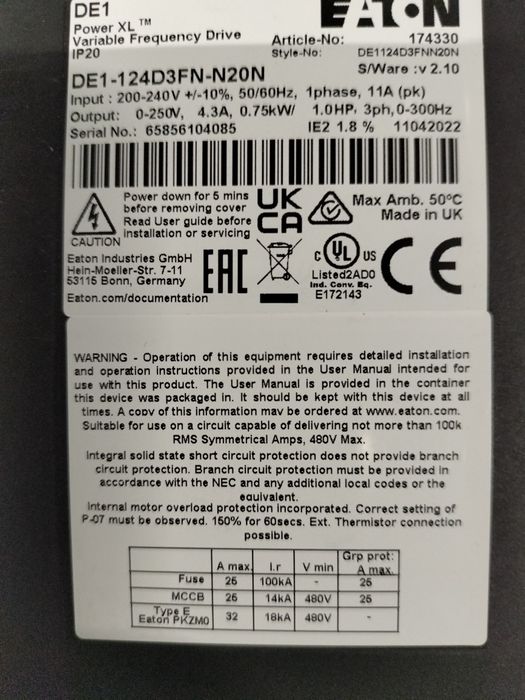 DE1
EATON
Power XL ™
Variable Frequency Drive
IP20
Article-No: 174330
Style-No: DE1124D3FNN20N
DE1-124D3FN-N20N
S/Ware :v 2.10
Input : 200-240V +/-10%, 50/60Hz, 1phase, 11A (pk)
Output: 0-250V, 4.3A, 0.75kW/ 1.0HP, 3ph,0-300Hz
Serial No.: 65856104085 IE2 1.8 % 11042022
CAUTION
Power down for 5 mins
before removing cover
Read User guide before
installation or servicing
UK
CA
Max Amb. 50°C
Made in UK
Eaton Industries GmbH
Hein-Moeller-Str. 7-11
53115 Bonn, Germany
Eaton.com/documentation
EAC
C UL US
Listed2AD0
Ind. Conv. Eq.
E172143
CE
WARNING - Operation of this equipment requires detailed installation
and operation instructions provided in the User Manual intended for
use with this product. The User Manual is provided in the container
this device was packaged in. It should be kept with this device at all
times. A copy of this information may be ordered at www.eaton.com.
Suitable for use on a circuit capable of delivering not more than 100k
RMS Symmetrical Amps, 480V Max.
Integral solid state short circuit protection does not provide branch
circuit protection. Branch circuit protection must be provided in
accordance with the NEC and any additional local codes or the
equivalent.
Internal motor overload protection incorporated. Correct setting of
P-07 must be observed. 150% for 60secs. Ext. Thermistor connection
possible.
A max. I.r V min Grp prot: A max.
Fuse 25 100kA - 25
MCCB 25 14kA 480V 25
Type E Eaton PKZM0 32 18kA 480V -